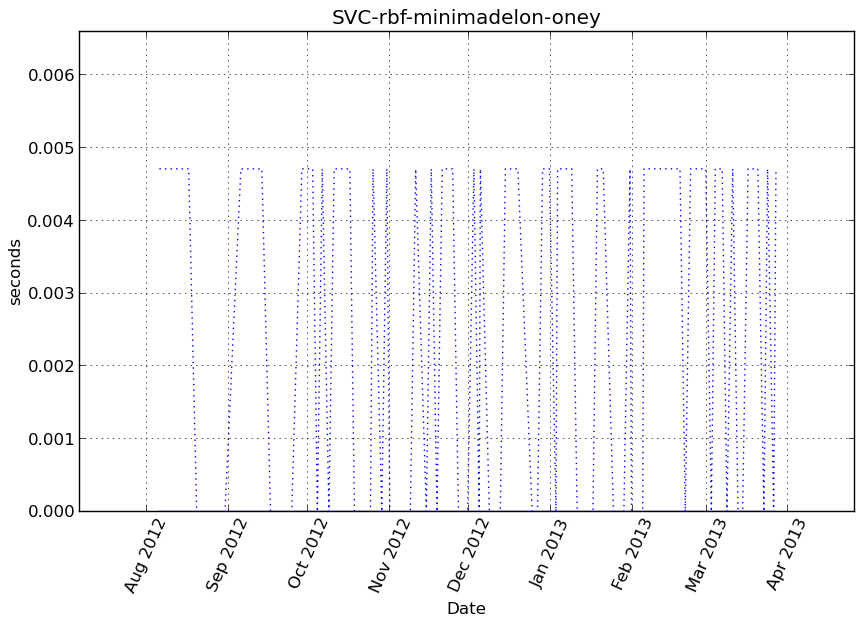 SVC-rbf-minimadelon-oney
0.006
0.005
0.004
0.003
0.002
0.001
0.000
seconds
Aug 2012
Sep 2012
Oct 2012
Nov 2012
Dec 2012
Jan 2013
Feb 2013
Mar 2013
Apr 2013
Date